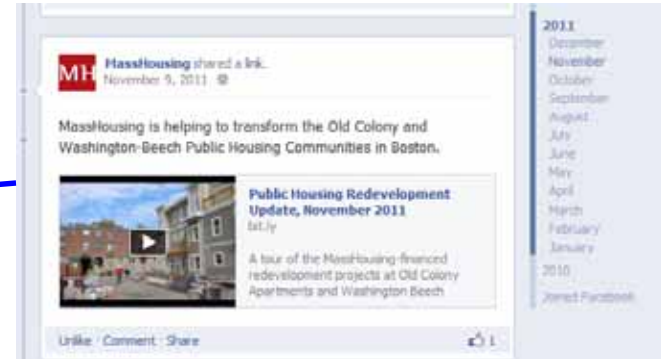 MH
MassHousing shared a link.
November 9, 2011
MassHousing is helping to transform the Old Colony and
Washington-Beech Public Housing Communities in Boston.
Public Housing Redevelopment
Update, November 2011
bit.ly
A tour of the MassHousing-financed
redevelopment projects at Old Colony
Apartments and Washington Beech
Unlike · Comment · Share
1
2011
December
November
October
September
August
July
June
May
April
March
February
January
2010
Joined Facebook